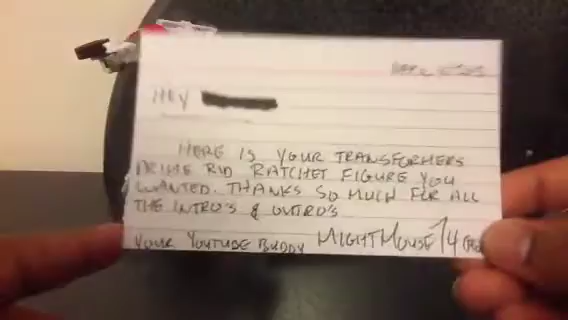 HEY
HERE IS YOUR TRANSFORMERS
PRIME RID RATCHET FIGURE YOU
WANTED. THANKS SO MUCH FOR ALL
THE INTRO'S & OUTRO'S
YOUR YOUTUBE BUDDY MIGHTMOUSE74